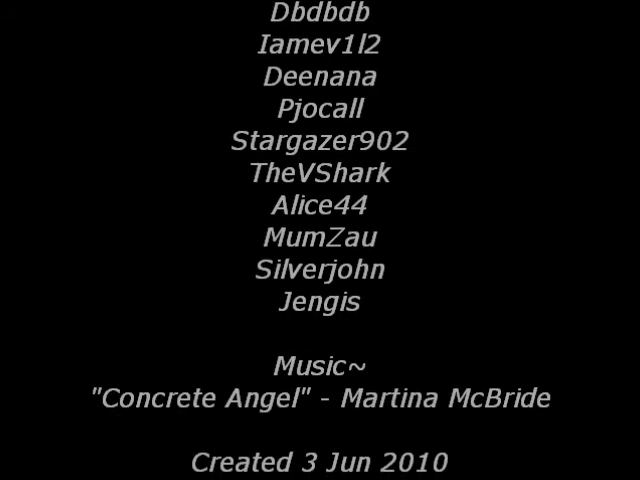 Dbdbdb
Iamev1l2
Deenana
Pjocall
Stargazer902
TheVShark
Alice44
MumZau
Silverjohn
Jengis
Music~
"Concrete Angel" - Martina McBride
Created 3 Jun 2010